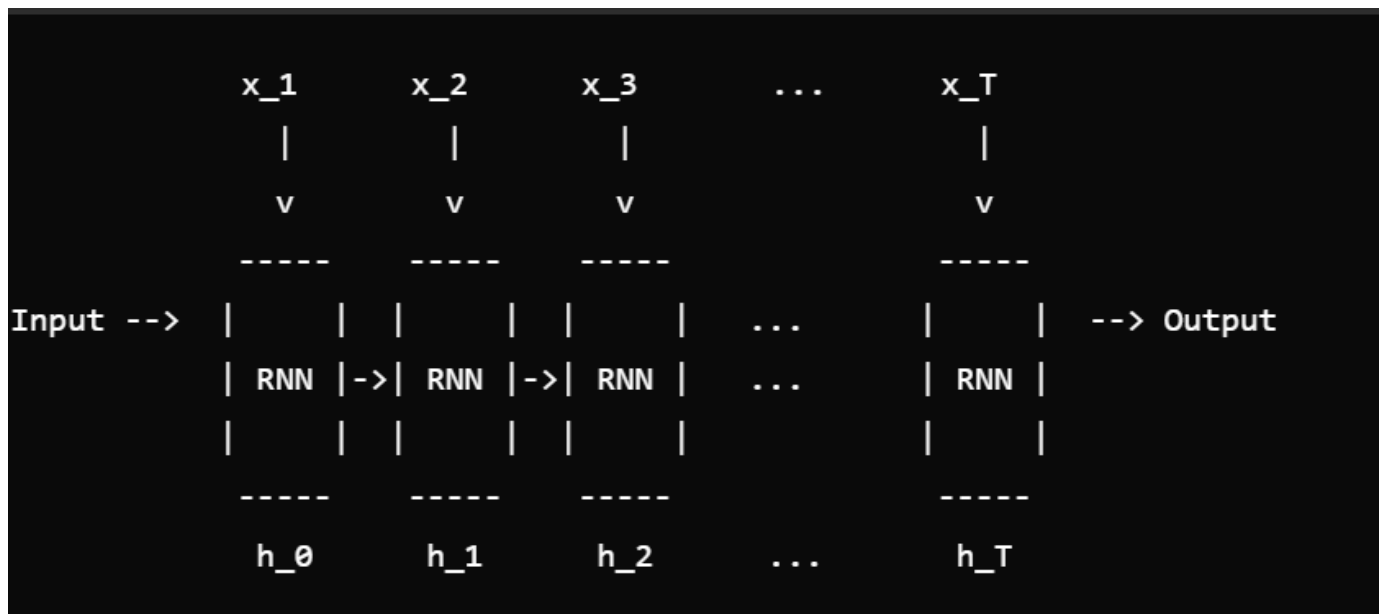 x_1 x_2 x_3 ... x_T
| | | |
v v v v
----- ----- ----- -----
Input --> | | | | | | ... | | --> Output
| RNN |->| RNN |->| RNN | ... | RNN |
| | | | | | | |
----- ----- ----- -----
h_0 h_1 h_2 ... h_T